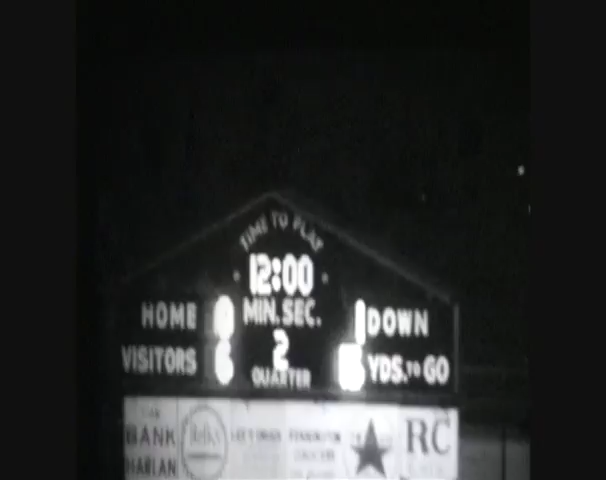 TIME TO PLAY
12:00
HOME 0 MIN. SEC. 1 DOWN
VISITORS 6 2 YDS. TO GO
QUARTER
BANK
HARLAN
RC